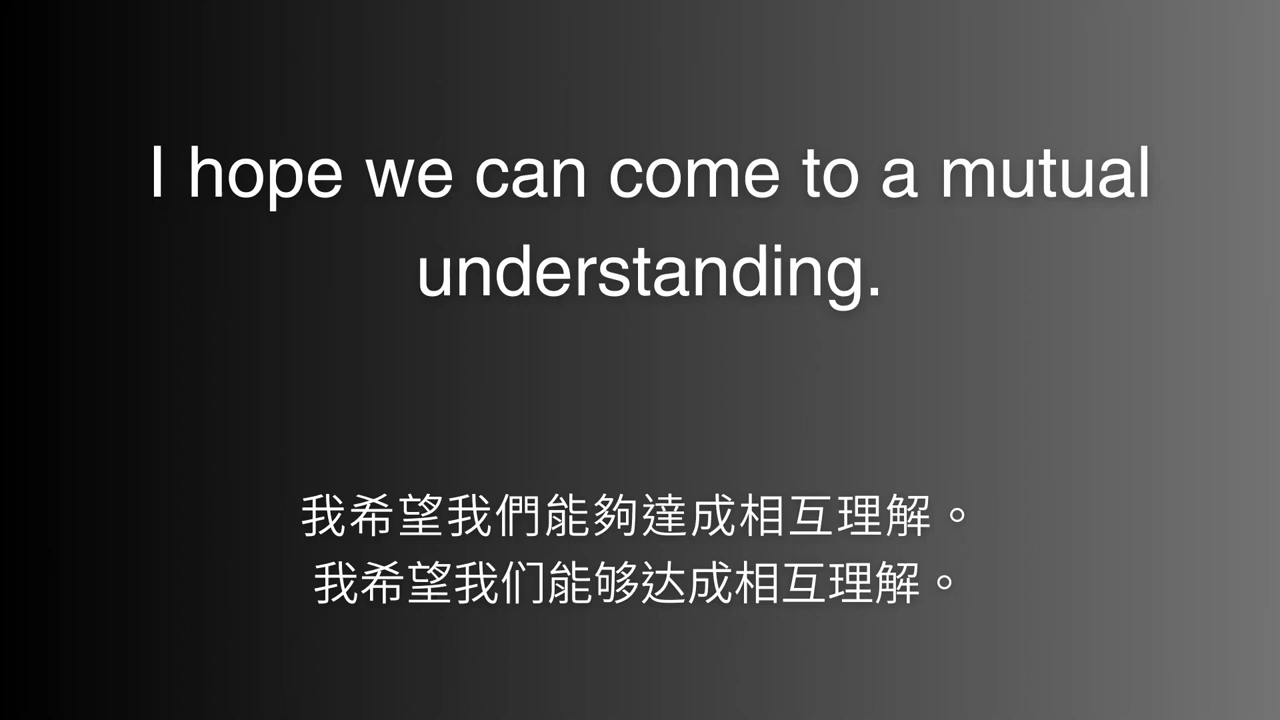 I hope we can come to a mutual
understanding.
我希望我們能夠達成相互理解。
我希望我们能够达成相互理解。